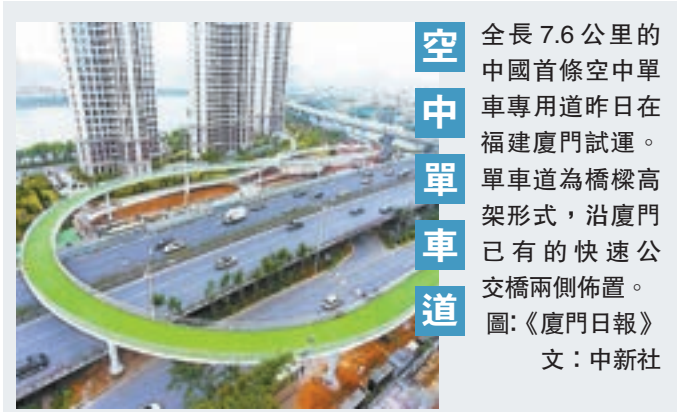 空中單車道
全長7.6公里的
中國首條空中單
車專用道昨日在
福建廈門試運。
單車道為橋樑高
架形式，沿廈門
已有的快速公
交橋兩側佈置。
圖：《廈門日報》
文：中新社